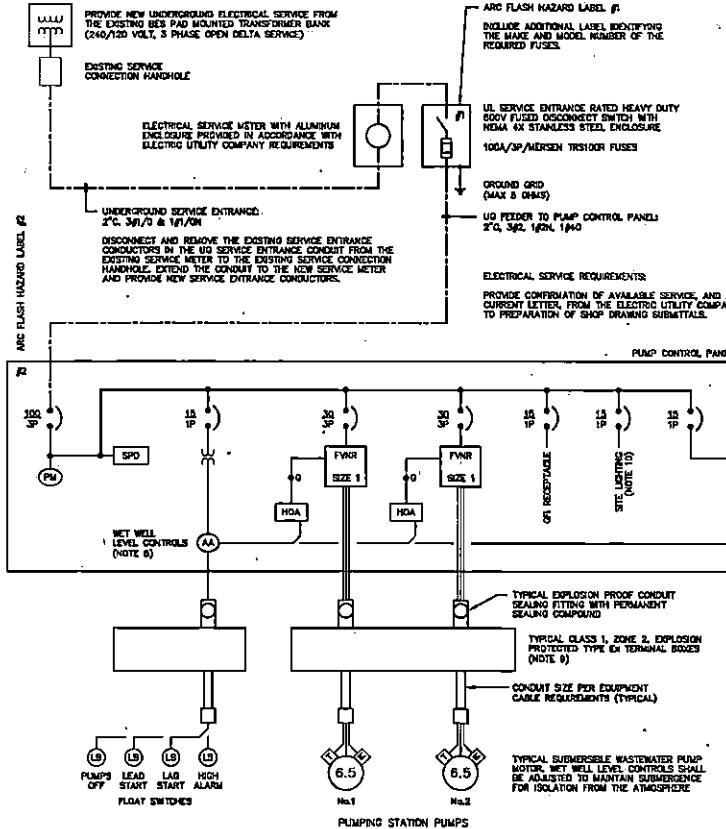 PROVIDE NEW UNDERGROUND ELECTRICAL SERVICE FROM
THE EXISTING BES PAD MOUNTED TRANSFORMER BANK
(240/120 VOLT, 3 PHASE OPEN DELTA SERVICE)
EXISTING SERVICE
CONNECTION HANDHOLE
ARC FLASH HAZARD LABEL #1
INCLUDE ADDITIONAL LABEL IDENTIFYING
THE MAKE AND MODEL NUMBER OF THE
REQUIRED FUSES.
ELECTRICAL SERVICE METER WITH ALUMINUM
ENCLOSURE PROVIDED IN ACCORDANCE WITH
ELECTRIC UTILITY COMPANY REQUIREMENTS
#1
UL SERVICE ENTRANCE RATED HEAVY DUTY
600V FUSED DISCONNECT SWITCH WITH
NEMA 4X STAINLESS STEEL ENCLOSURE
100A/3P/MERSEN TRS100R FUSES
GROUND GRID
(MAX 5 OHMS)
UNDERGROUND SERVICE ENTRANCE:
2"C, 3#1/0 & 1#1/0N
UG FEEDER TO PUMP CONTROL PANEL:
2"C, 3#2, 1#2N, 1#4G
DISCONNECT AND REMOVE THE EXISTING SERVICE ENTRANCE
CONDUCTORS IN THE UG SERVICE ENTRANCE CONDUIT FROM THE
EXISTING SERVICE METER TO THE EXISTING SERVICE CONNECTION
HANDHOLE. EXTEND THE CONDUIT TO THE NEW SERVICE METER
AND PROVIDE NEW SERVICE ENTRANCE CONDUCTORS.
ARC FLASH HAZARD LABEL #2
ELECTRICAL SERVICE REQUIREMENTS:
PROVIDE CONFIRMATION OF AVAILABLE SERVICE, AND
CURRENT LETTER, FROM THE ELECTRIC UTILITY COMPA
TO PREPARATION OF SHOP DRAWING SUBMITTALS.
PUMP CONTROL PAN
100
3P
15
1P
30
3P
30
3P
15
1P
15
1P
15
1P
SPD
PM
FVNR
SIZE 1
FVNR
SIZE 1
GFI RECEPTACLE
SITE LIGHTING
(NOTE 10)
G
G
HOA
HOA
WET WELL
LEVEL CONTROLS
(NOTE 6)
AA
TYPICAL EXPLOSION PROOF CONDUIT
SEALING FITTING WITH PERMANENT
SEALING COMPOUND
TYPICAL CLASS 1, ZONE 2, EXPLOSION
PROTECTED TYPE EX TERMINAL BOXES
(NOTE 9)
CONDUIT SIZE PER EQUIPMENT
CABLE REQUIREMENTS (TYPICAL)
LS LS LS LS
PUMPS
OFF
LEAD
START
LAG
START
HIGH
ALARM
FLOAT SWITCHES
T E
6.5
No.1
T E
6.5
No.2
PUMPING STATION PUMPS
TYPICAL SUBMERSIBLE WASTEWATER PUMP
MOTOR. WET WELL LEVEL CONTROLS SHALL
BE ADJUSTED TO MAINTAIN SUBMERGENCE
FOR ISOLATION FROM THE ATMOSPHERE